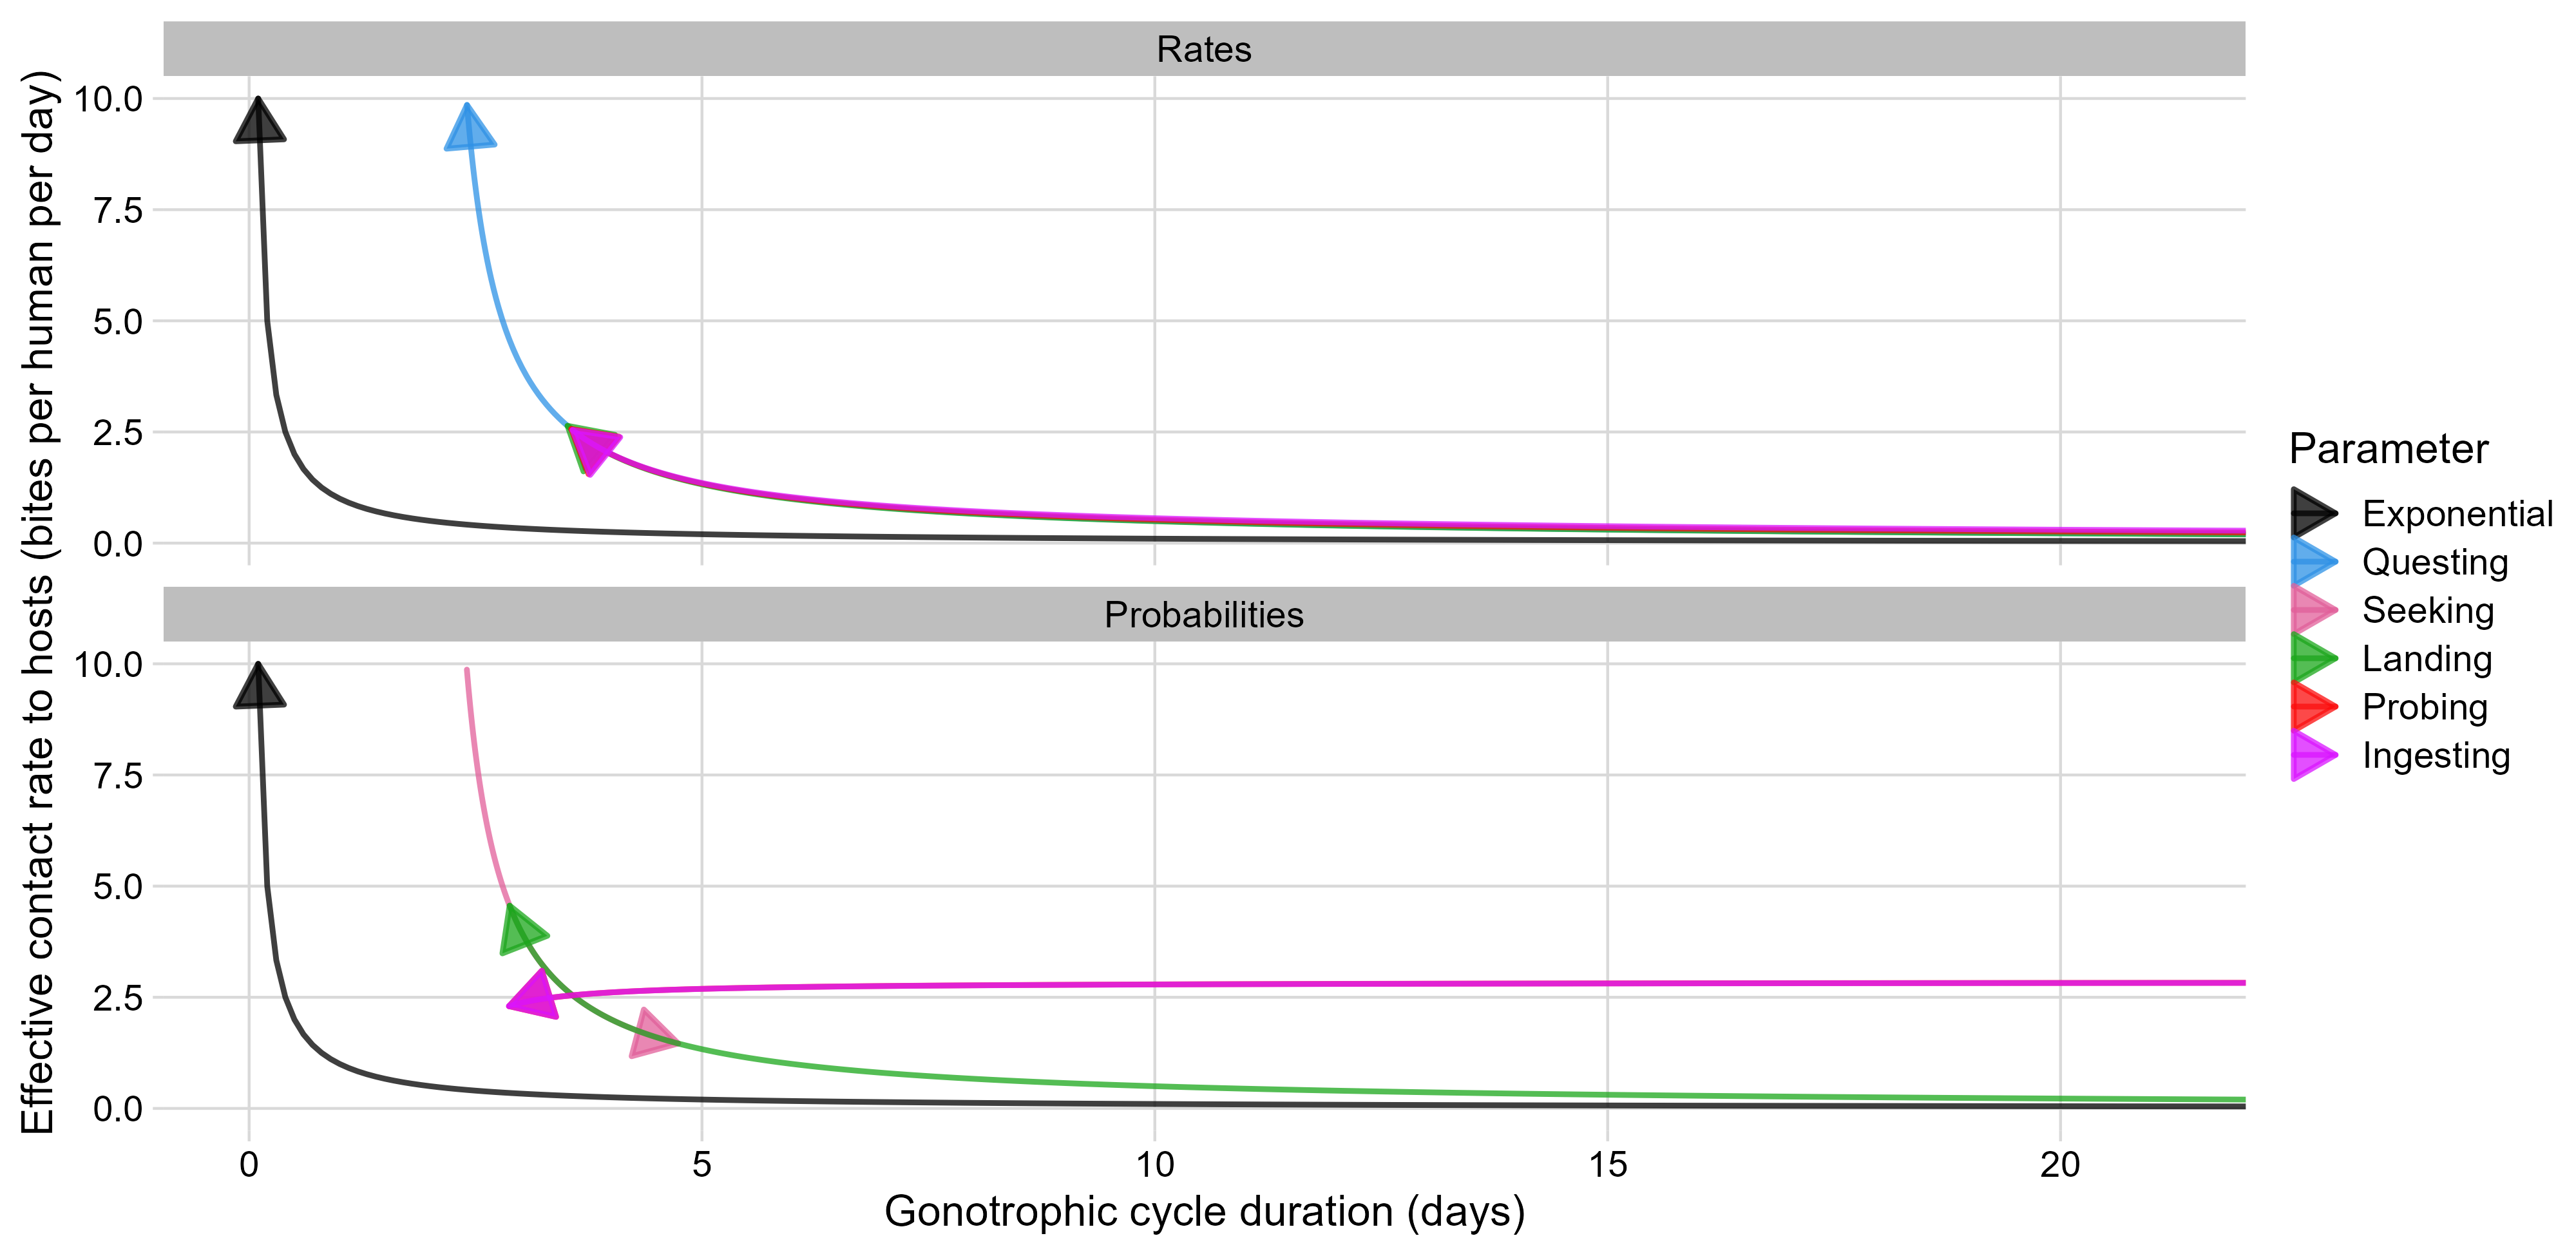 Effective contact rate to hosts (bites per human per day)
Rates
10.0
7.5
5.0
2.5
0.0
Probabilities
10.0
7.5
5.0
2.5
0.0
0 5 10 15 20
Gonotrophic cycle duration (days)
Parameter
Exponential
Questing
Seeking
Landing
Probing
Ingesting